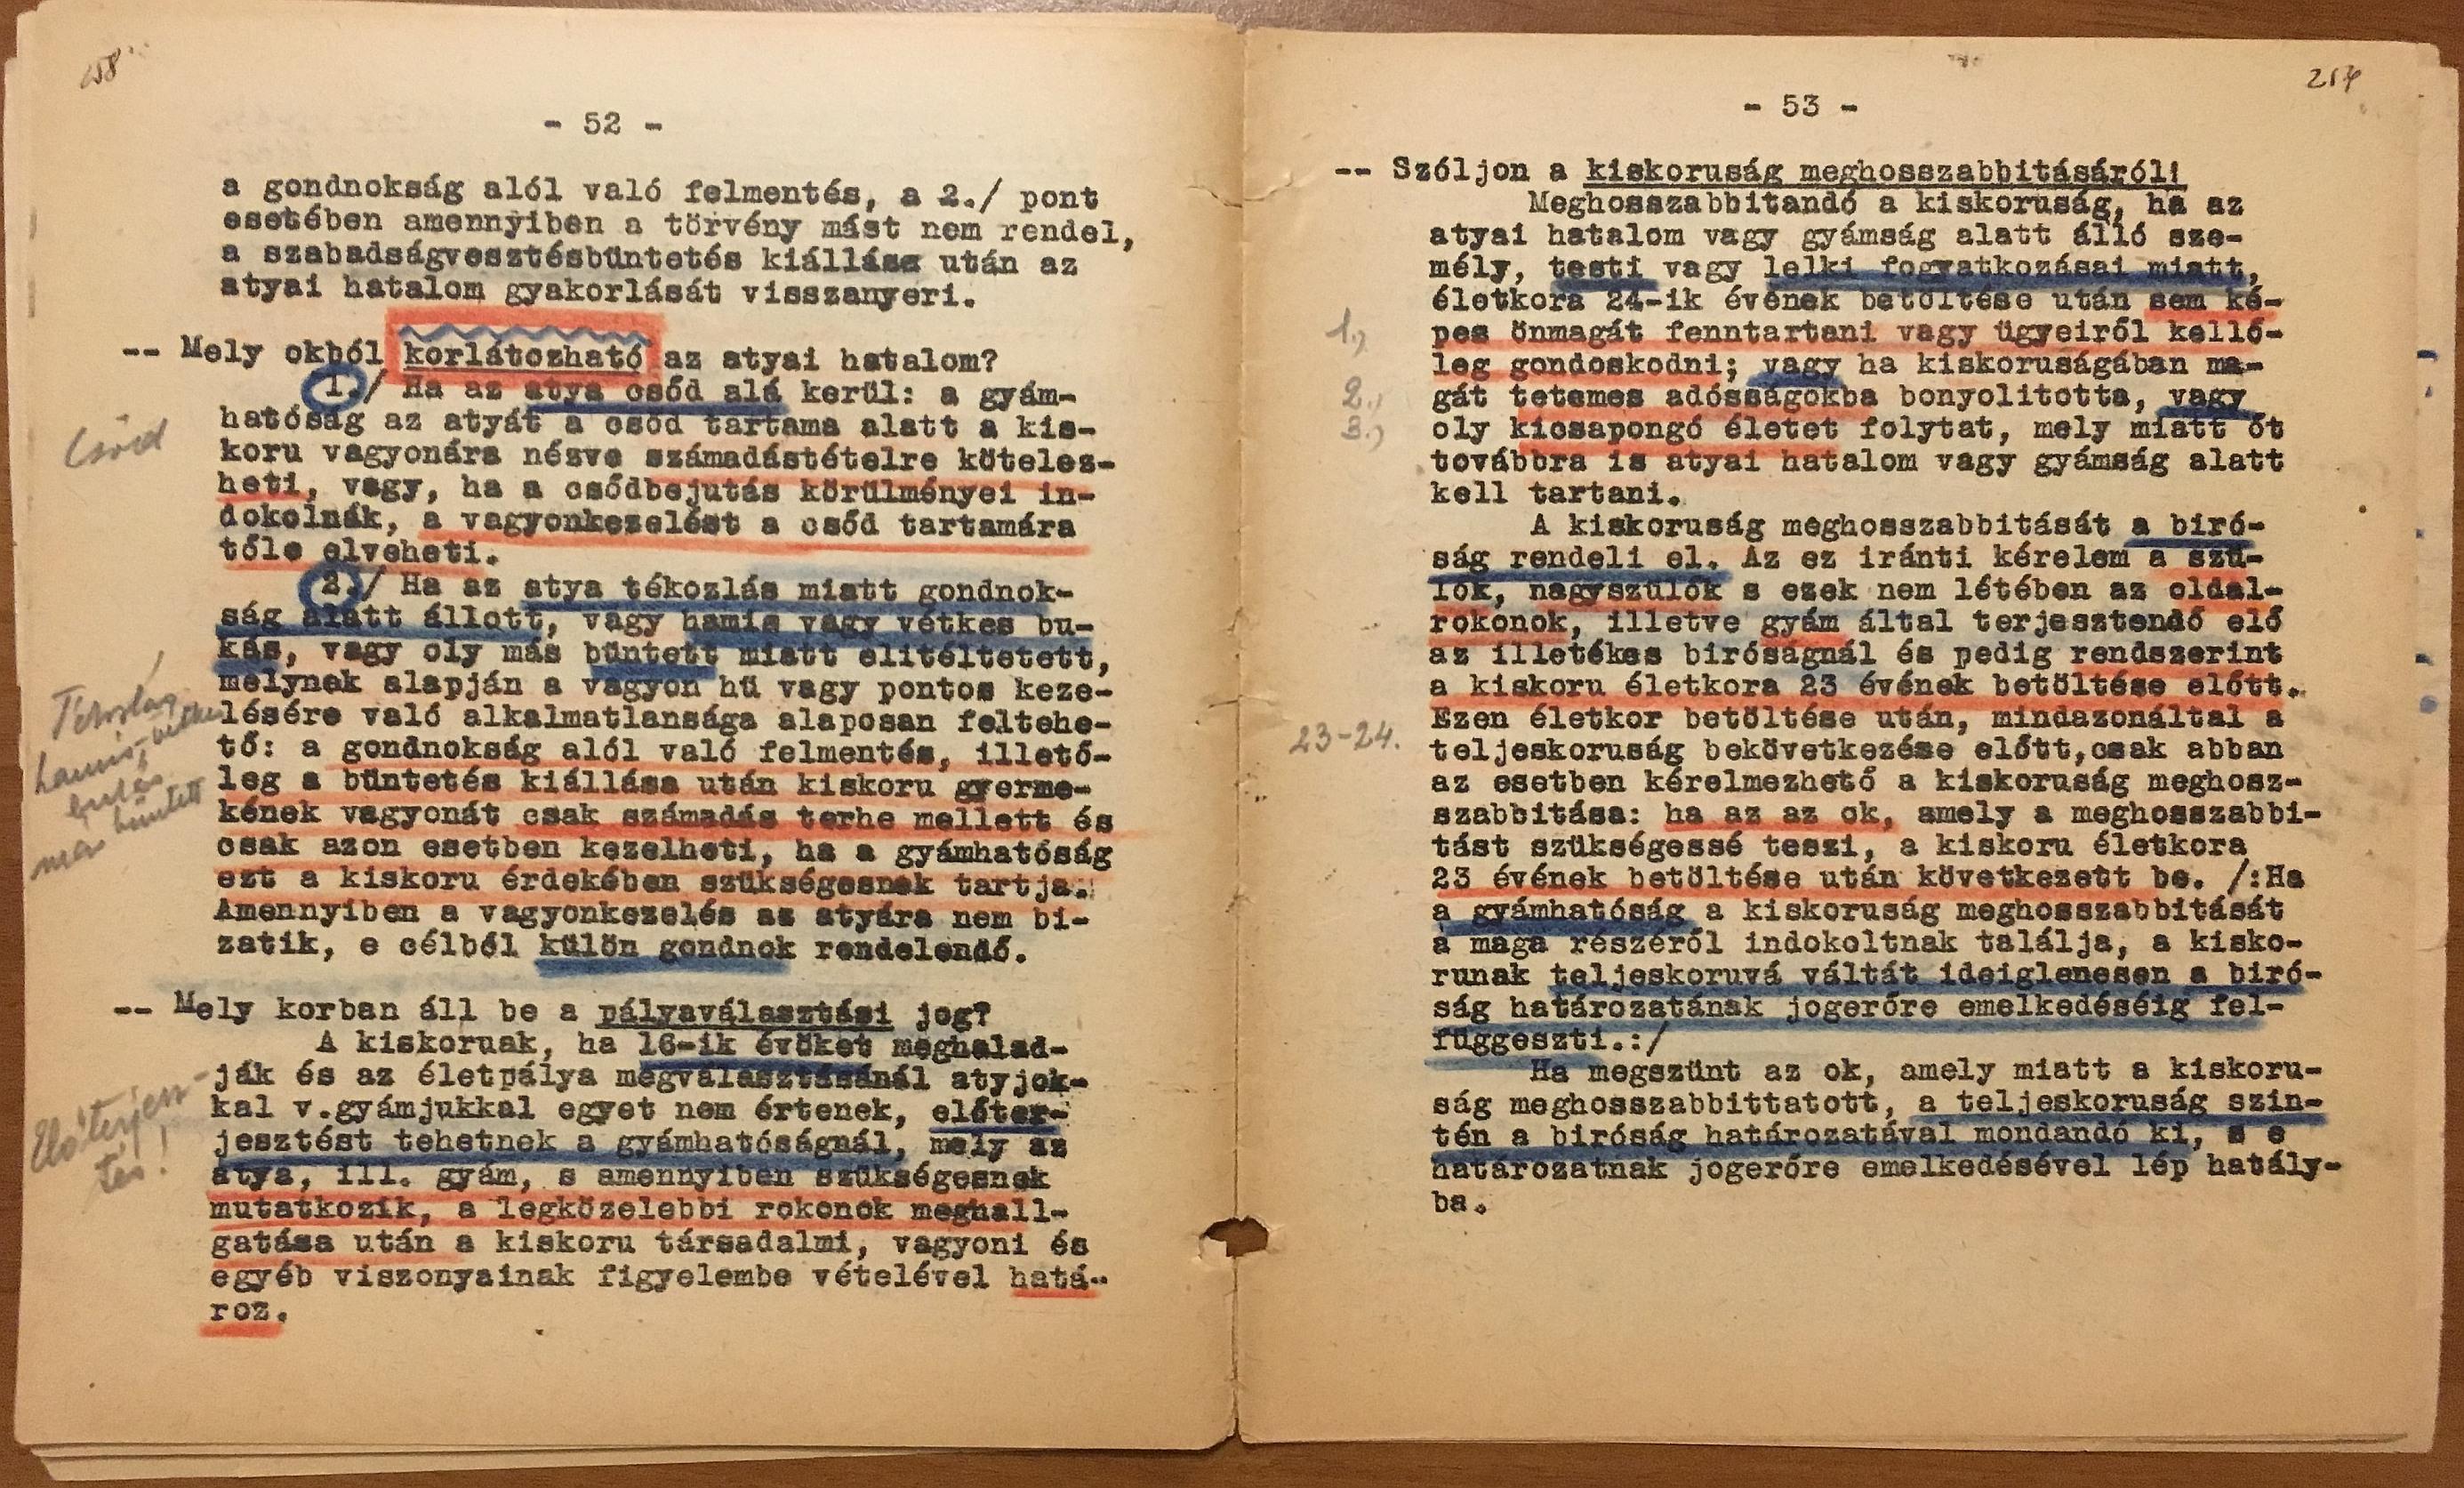 - 52 -
a gondnokság alól való felmentés, a 2./ pont
esetében amennyiben a törvény mást nem rendel,
a szabadságvesztésbüntetés kiállása után az
atyai hatalom gyakorlását visszanyeri.
-- Mely okból korlátozható az atyai hatalom?
1./ Ha az atya csőd alá kerül: a gyám-
hatóság az atyát a csőd tartama alatt a kis-
koru vagyonára nézve számadástételre kötelez-
heti, vagy, ha a csődbejutás körülményei in-
dokolnák, a vagyonkezelést a csőd tartamára
tőle elveheti.
Csőd
2./ Ha az atya tékozlás miatt gondnok-
ság alatt állott, vagy hamis vagy vétkes bu-
kás, vagy oly más büntett miatt elitéltetett,
melynek alapján a vagyon hü vagy pontos keze-
lésére való alkalmatlansága alaposan feltehe-
tő: a gondnokság alól való felmentés, illető-
leg a büntetés kiállása után kiskoru gyerme-
kének vagyonát csak számadás terhe mellett és
csak azon esetben kezelheti, ha a gyámhatóság
ezt a kiskoru érdekében szükségesnek tartja.
Amennyiben a vagyonkezelés az atyára nem bi-
zatik, e célból külön gondnok rendelendő.
hamis, vétkes
bukás
más büntett
-- Mely korban áll be a pályaválasztási jog?
A kiskoruak, ha 16-ik évöket meghalad-
ják és az életpálya megválasztásánál atyjok-
kal v.gyámjukkal egyet nem értenek, előter-
jesztést tehetnek a gyámhatóságnál, mely az
atya, ill. gyám, s amennyiben szükségesnek
mutatkozik, a legközelebbi rokonok meghall-
gatása után a kiskoru társadalmi, vagyoni és
egyéb viszonyainak figyelembe vételével hatá-
roz.
Előterjesz-
tés!
- 53 -
-- Szóljon a kiskoruság meghosszabbitásáról!
Meghosszabbitandó a kiskoruság, ha az
atyai hatalom vagy gyámság alatt álló sze-
mély, testi vagy lelki fogyatkozásai miatt,
életkora 24-ik évének betöltése után sem ké-
1.) pes önmagát fenntartani vagy ügyeiről kellő-
leg gondoskodni; vagy ha kiskoruságában ma-
2.) gát tetemes adósságokba bonyolitotta, vagy
3.) oly kicsapongó életet folytat, mely miatt őt
továbbra is atyai hatalom vagy gyámság alatt
kell tartani.
A kiskoruság meghosszabbitását a biró-
ság rendeli el. Az ez iránti kérelem a szü-
lők, nagyszülők s ezek nem létében az oldal-
rokonok, illetve gyám által terjesztendő elő
az illetékes biróságnál és pedig rendszerint
a kiskoru életkora 23 évének betöltése előtt.
Ezen életkor betöltése után, mindazonáltal a
23-24. teljeskoruság bekövetkezése előtt,csak abban
az esetben kérelmezhető a kiskoruság meghosz-
szabbitása: ha az az ok, amely a meghosszabbi-
tást szükségessé teszi, a kiskoru életkora
23 évének betöltése után következett be. /:Ha
a gyámhatóság a kiskoruság meghosszabbitását
a maga részéről indokoltnak találja, a kisko-
runak teljeskoruvá váltát ideiglenesen a biró-
ság határozatának jogerőre emelkedéséig fel-
függeszti.:/
Ha megszünt az ok, amely miatt a kiskoru-
ság meghosszabbittatott, a teljeskoruság szin-
tén a biróság határozatával mondandó ki, s e
határozatnak jogerőre emelkedésével lép hatály-
ba.